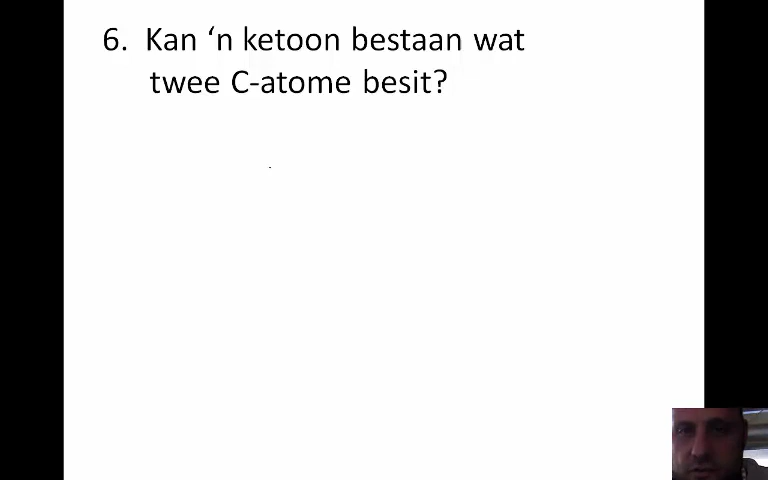 6. Kan ‘n ketoon bestaan wat
twee C-atome besit?